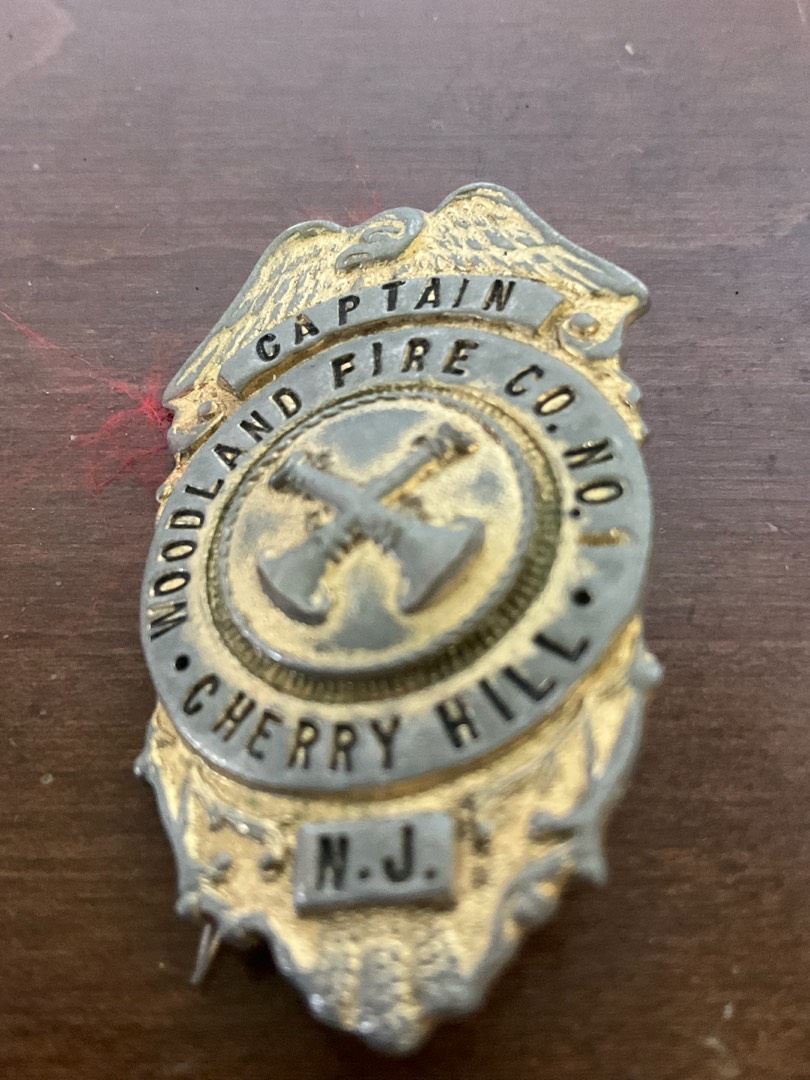 CAPTAIN
WOODLAND FIRE CO. NO. 1
• CHERRY HILL •
N.J.